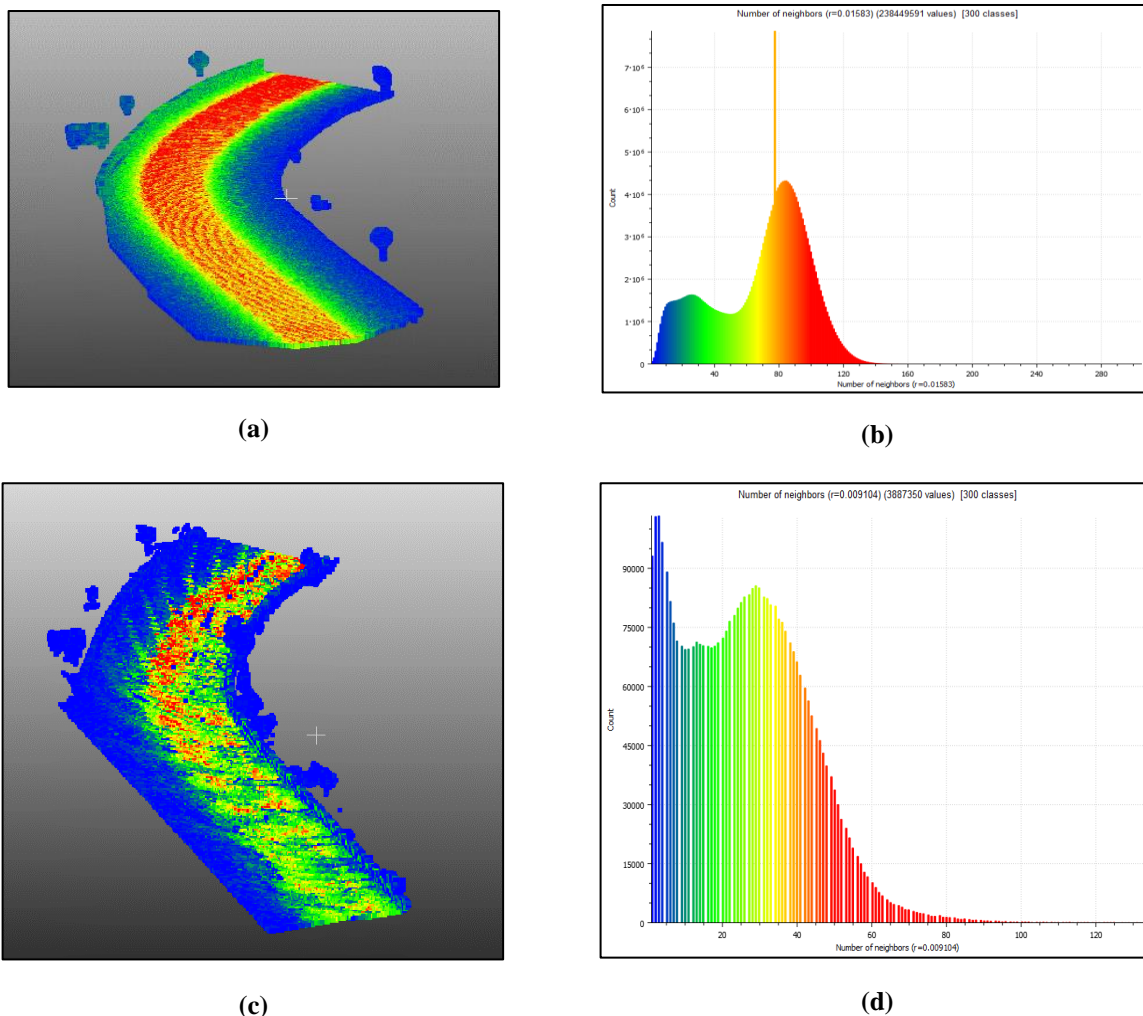 Number of neighbors (r=0.01583) (238449591 values) [300 classes]
7*10⁶
6*10⁶
5*10⁶
4*10⁶
3*10⁶
2*10⁶
1*10⁶
0
Count
40 80 120 160 200 240 280
Number of neighbors (r=0.01583)
(a)
(b)
Number of neighbors (r=0.009104) (3887350 values) [300 classes]
90000
75000
60000
45000
30000
15000
0
Count
20 40 60 80 100 120
Number of neighbors (r=0.009104)
(c)
(d)